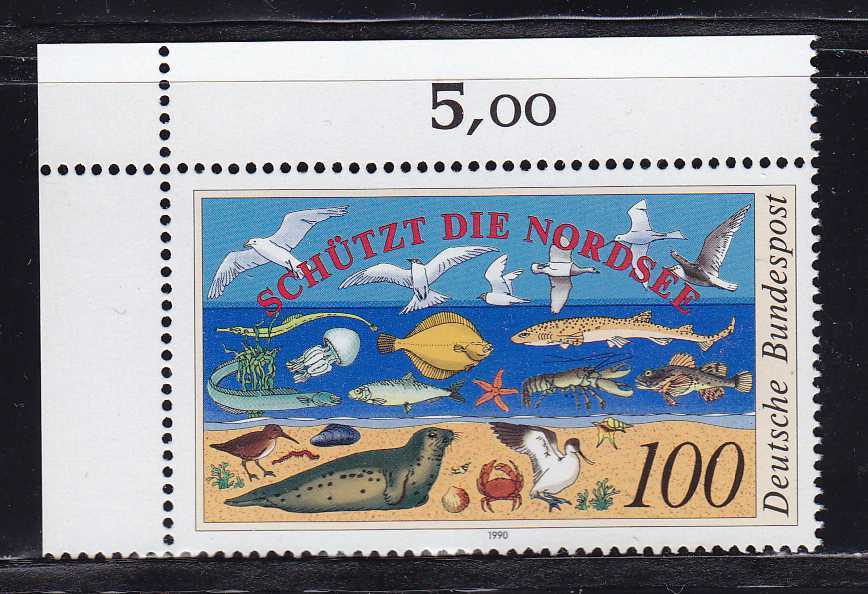 5,00
SCHÜTZT DIE NORDSEE
Deutsche Bundespost
100
1990